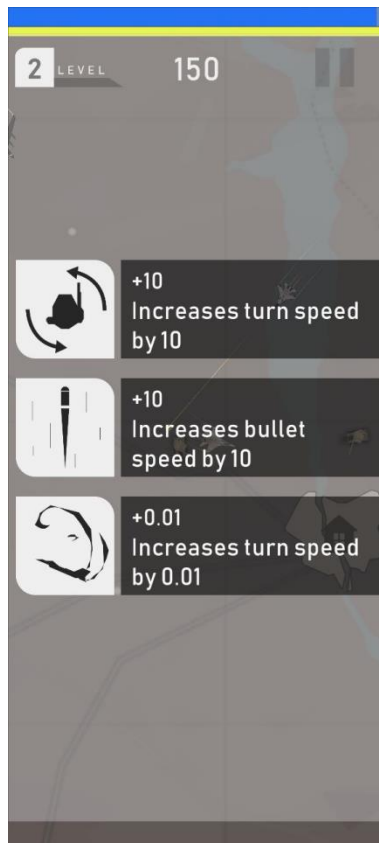 2 LEVEL 150
+10
Increases turn speed
by 10
+10
Increases bullet
speed by 10
+0.01
Increases turn speed
by 0.01